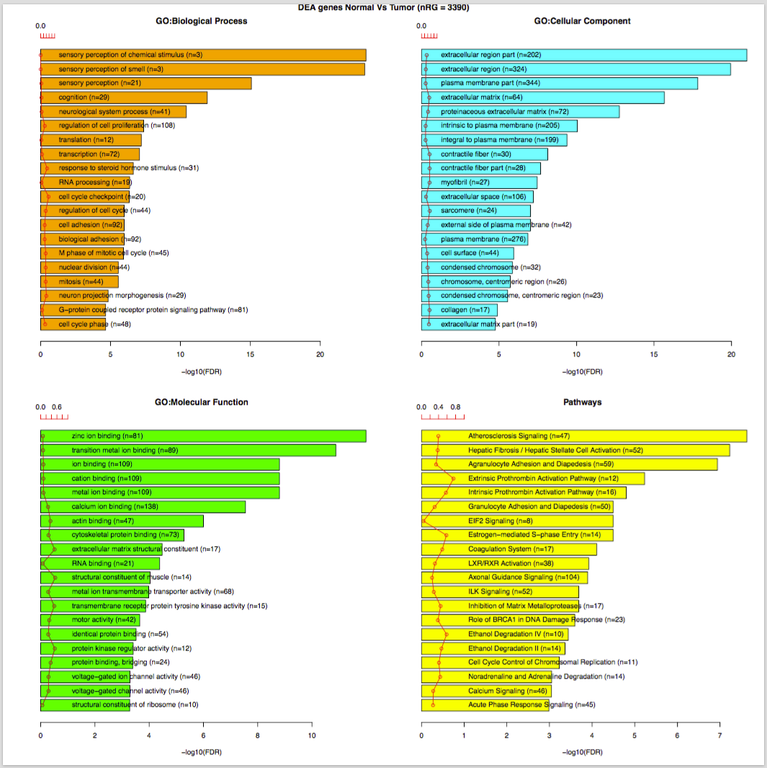 DEA genes Normal Vs Tumor (nRG = 3390)
GO:Biological Process
0.0
sensory perception of chemical stimulus (n=3)
sensory perception of smell (n=3)
sensory perception (n=21)
cognition (n=29)
neurological system process (n=41)
regulation of cell proliferation (n=108)
translation (n=12)
transcription (n=72)
response to steroid hormone stimulus (n=31)
RNA processing (n=19)
cell cycle checkpoint (n=20)
regulation of cell cycle (n=44)
cell adhesion (n=92)
biological adhesion (n=92)
M phase of mitotic cell cycle (n=45)
nuclear division (n=44)
mitosis (n=44)
neuron projection morphogenesis (n=29)
G−protein coupled receptor protein signaling pathway (n=81)
cell cycle phase (n=48)
0 5 10 15 20
−log10(FDR)
GO:Cellular Component
0.0
extracellular region part (n=202)
extracellular region (n=324)
plasma membrane part (n=344)
extracellular matrix (n=64)
proteinaceous extracellular matrix (n=72)
intrinsic to plasma membrane (n=205)
integral to plasma membrane (n=199)
contractile fiber (n=30)
contractile fiber part (n=28)
myofibril (n=27)
extracellular space (n=106)
sarcomere (n=24)
external side of plasma membrane (n=42)
plasma membrane (n=276)
cell surface (n=44)
condensed chromosome (n=32)
chromosome, centromeric region (n=26)
condensed chromosome, centromeric region (n=23)
collagen (n=17)
extracellular matrix part (n=19)
0 5 10 15 20
−log10(FDR)
GO:Molecular Function
0.0 0.6
zinc ion binding (n=81)
transition metal ion binding (n=89)
ion binding (n=109)
cation binding (n=109)
metal ion binding (n=109)
calcium ion binding (n=138)
actin binding (n=47)
cytoskeletal protein binding (n=73)
extracellular matrix structural constituent (n=17)
RNA binding (n=21)
structural constituent of muscle (n=14)
metal ion transmembrane transporter activity (n=68)
transmembrane receptor protein tyrosine kinase activity (n=15)
motor activity (n=42)
identical protein binding (n=54)
protein kinase regulator activity (n=12)
protein binding, bridging (n=24)
voltage−gated ion channel activity (n=46)
voltage−gated channel activity (n=46)
structural constituent of ribosome (n=10)
0 2 4 6 8 10
−log10(FDR)
Pathways
0.0 0.4 0.8
Atherosclerosis Signaling (n=47)
Hepatic Fibrosis / Hepatic Stellate Cell Activation (n=52)
Agranulocyte Adhesion and Diapedesis (n=59)
Extrinsic Prothrombin Activation Pathway (n=12)
Intrinsic Prothrombin Activation Pathway (n=16)
Granulocyte Adhesion and Diapedesis (n=50)
EIF2 Signaling (n=8)
Estrogen−mediated S−phase Entry (n=14)
Coagulation System (n=17)
LXR/RXR Activation (n=38)
Axonal Guidance Signaling (n=104)
ILK Signaling (n=52)
Inhibition of Matrix Metalloproteases (n=17)
Role of BRCA1 in DNA Damage Response (n=23)
Ethanol Degradation IV (n=10)
Ethanol Degradation II (n=14)
Cell Cycle Control of Chromosomal Replication (n=11)
Noradrenaline and Adrenaline Degradation (n=14)
Calcium Signaling (n=46)
Acute Phase Response Signaling (n=45)
0 1 2 3 4 5 6 7
−log10(FDR)